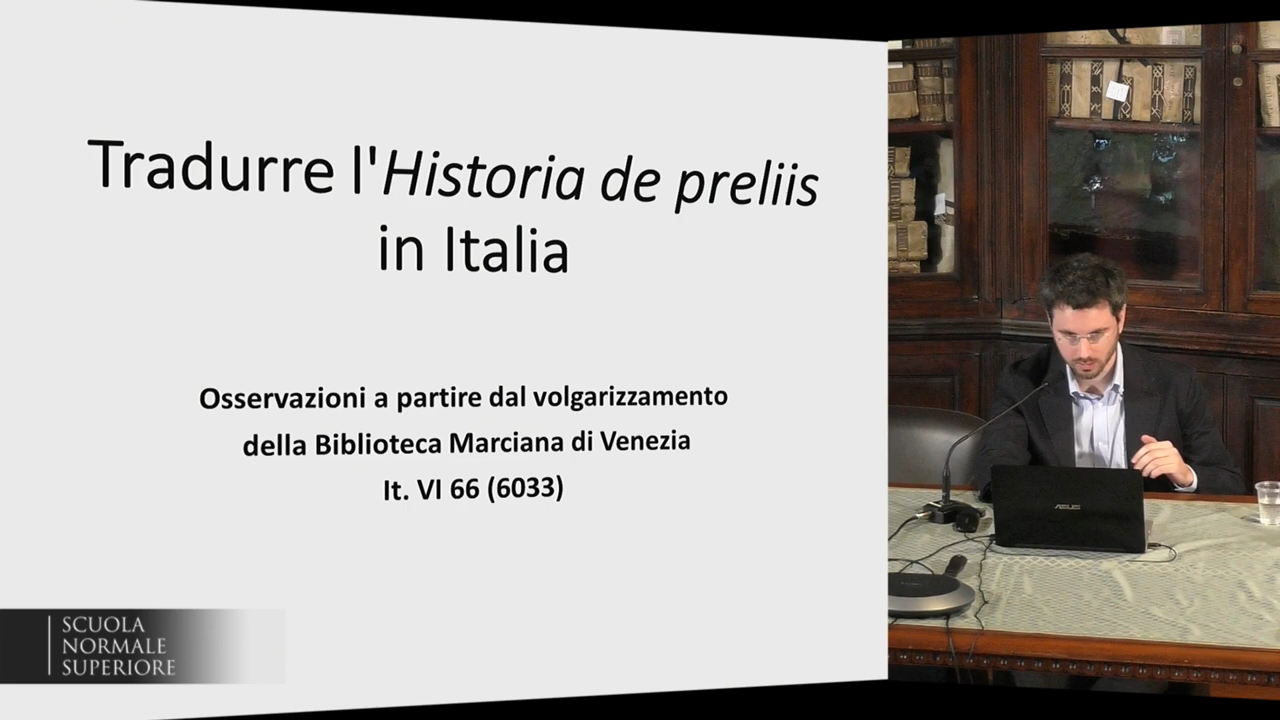 Tradurre l'Historia de preliis
in Italia
Osservazioni a partire dal volgarizzamento
della Biblioteca Marciana di Venezia
It. VI 66 (6033)
SCUOLA
NORMALE
SUPERIORE
ASUS